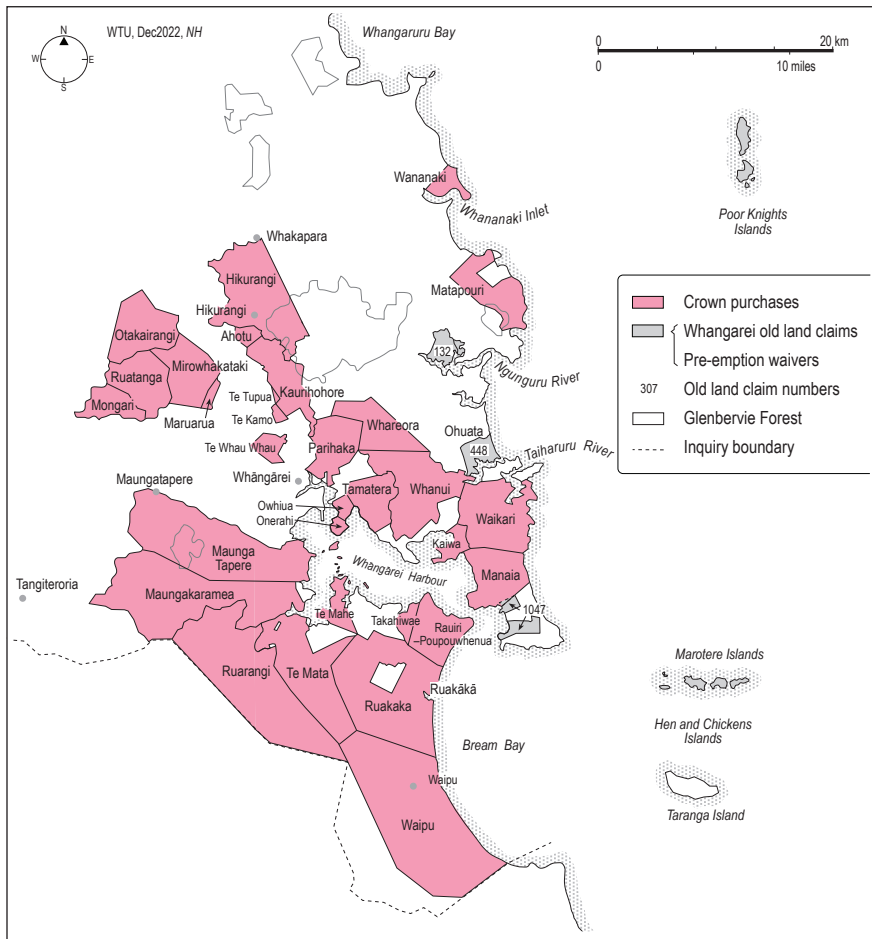 WTU, Dec2022, NH
N
W
E
S
Whangaruru Bay
0
20 km
0
10 miles
Poor Knights
Islands
Wananaki
Whananaki Inlet
Whakapara
Hikurangi
Hikurangi
Matapouri
Otakairangi
Ahotu
132
Ruatanga
Mirowhakataki
Ngunguru River
Mongari
Maruarua
Te Tupua
Kaurihohore
Te Kamo
Whareora
Ohuata
Te Whau Whau
Parihaka
448
Taiharuru River
Crown purchases
Whangarei old land claims
Pre-emption waivers
307
Old land claim numbers
Glenbervie Forest
Inquiry boundary
Maungatapere
Whāngārei
Tamatera
Whanui
Owhiua
Onerahi
Waikari
Maunga
Tapere
Kaiwa
Whāngārei Harbour
Manaia
Tangiteroria
Maungakaramea
Te Mahe
Takahiwae
1047
Rauiri
–Poupouwhenua
Ruarangi
Te Mata
Ruakaka
Ruakākā
Marotere Islands
Hen and Chickens
Islands
Bream Bay
Waipu
Waipu
Taranga Island